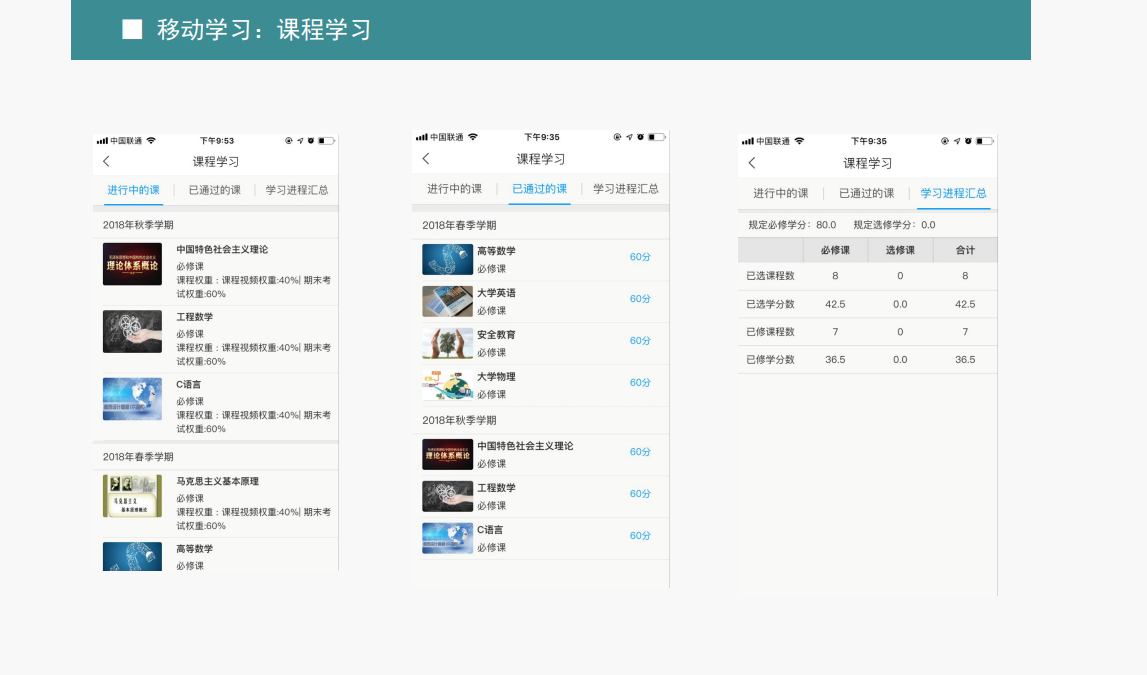 移动学习：课程学习
中国联通 下午9:53
课程学习
进行中的课 已通过的课 学习进程汇总
2018年秋季学期
理论体系概论
中国特色社会主义理论
必修课
课程权重：课程视频权重:40%| 期末考
试权重:60%
工程数学
必修课
课程权重：课程视频权重:40%| 期末考
试权重:60%
C语言
必修课
课程权重：课程视频权重:40%| 期末考
试权重:60%
2018年春季学期
马克思主义
基本原理概论
马克思主义基本原理
必修课
课程权重：课程视频权重:40%| 期末考
试权重:60%
高等数学
必修课
中国联通 下午9:35
课程学习
进行中的课 已通过的课 学习进程汇总
2018年春季学期
高等数学
必修课
60分
大学英语
必修课
60分
安全教育
必修课
60分
大学物理
必修课
60分
2018年秋季学期
理论体系概论
中国特色社会主义理论
必修课
60分
工程数学
必修课
60分
C语言
必修课
60分
中国联通 下午9:35
课程学习
进行中的课 已通过的课 学习进程汇总
规定必修学分：80.0 规定选修学分：0.0
必修课 选修课 合计
已选课程数 8 0 8
已选学分数 42.5 0.0 42.5
已修课程数 7 0 7
已修学分数 36.5 0.0 36.5